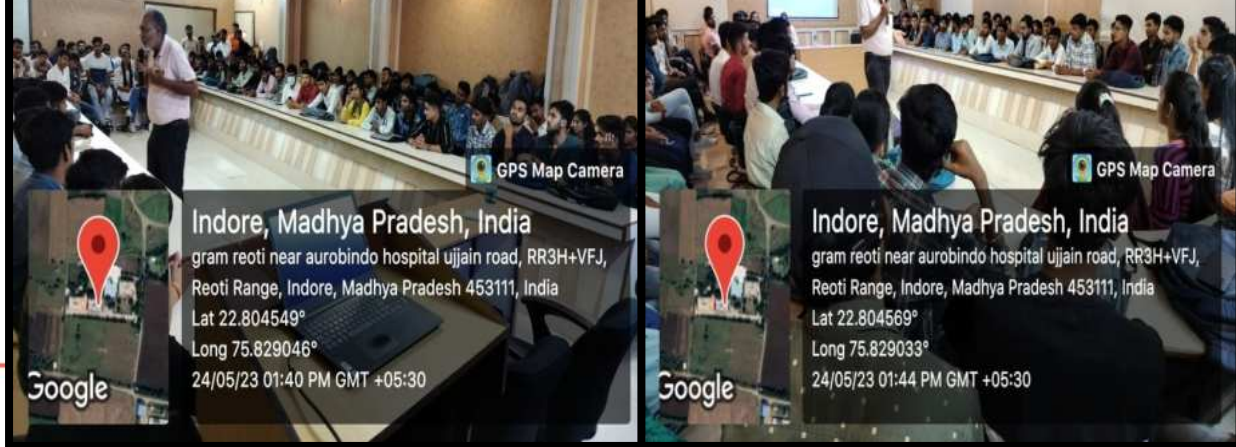 GPS Map Camera
Indore, Madhya Pradesh, India
gram reoti near aurobindo hospital ujjain road, RR3H+VFJ,
Reoti Range, Indore, Madhya Pradesh 453111, India
Lat 22.804549°
Long 75.829046°
24/05/23 01:40 PM GMT +05:30
Google
GPS Map Camera
Indore, Madhya Pradesh, India
gram reoti near aurobindo hospital ujjain road, RR3H+VFJ,
Reoti Range, Indore, Madhya Pradesh 453111, India
Lat 22.804569°
Long 75.829033°
24/05/23 01:44 PM GMT +05:30
Google